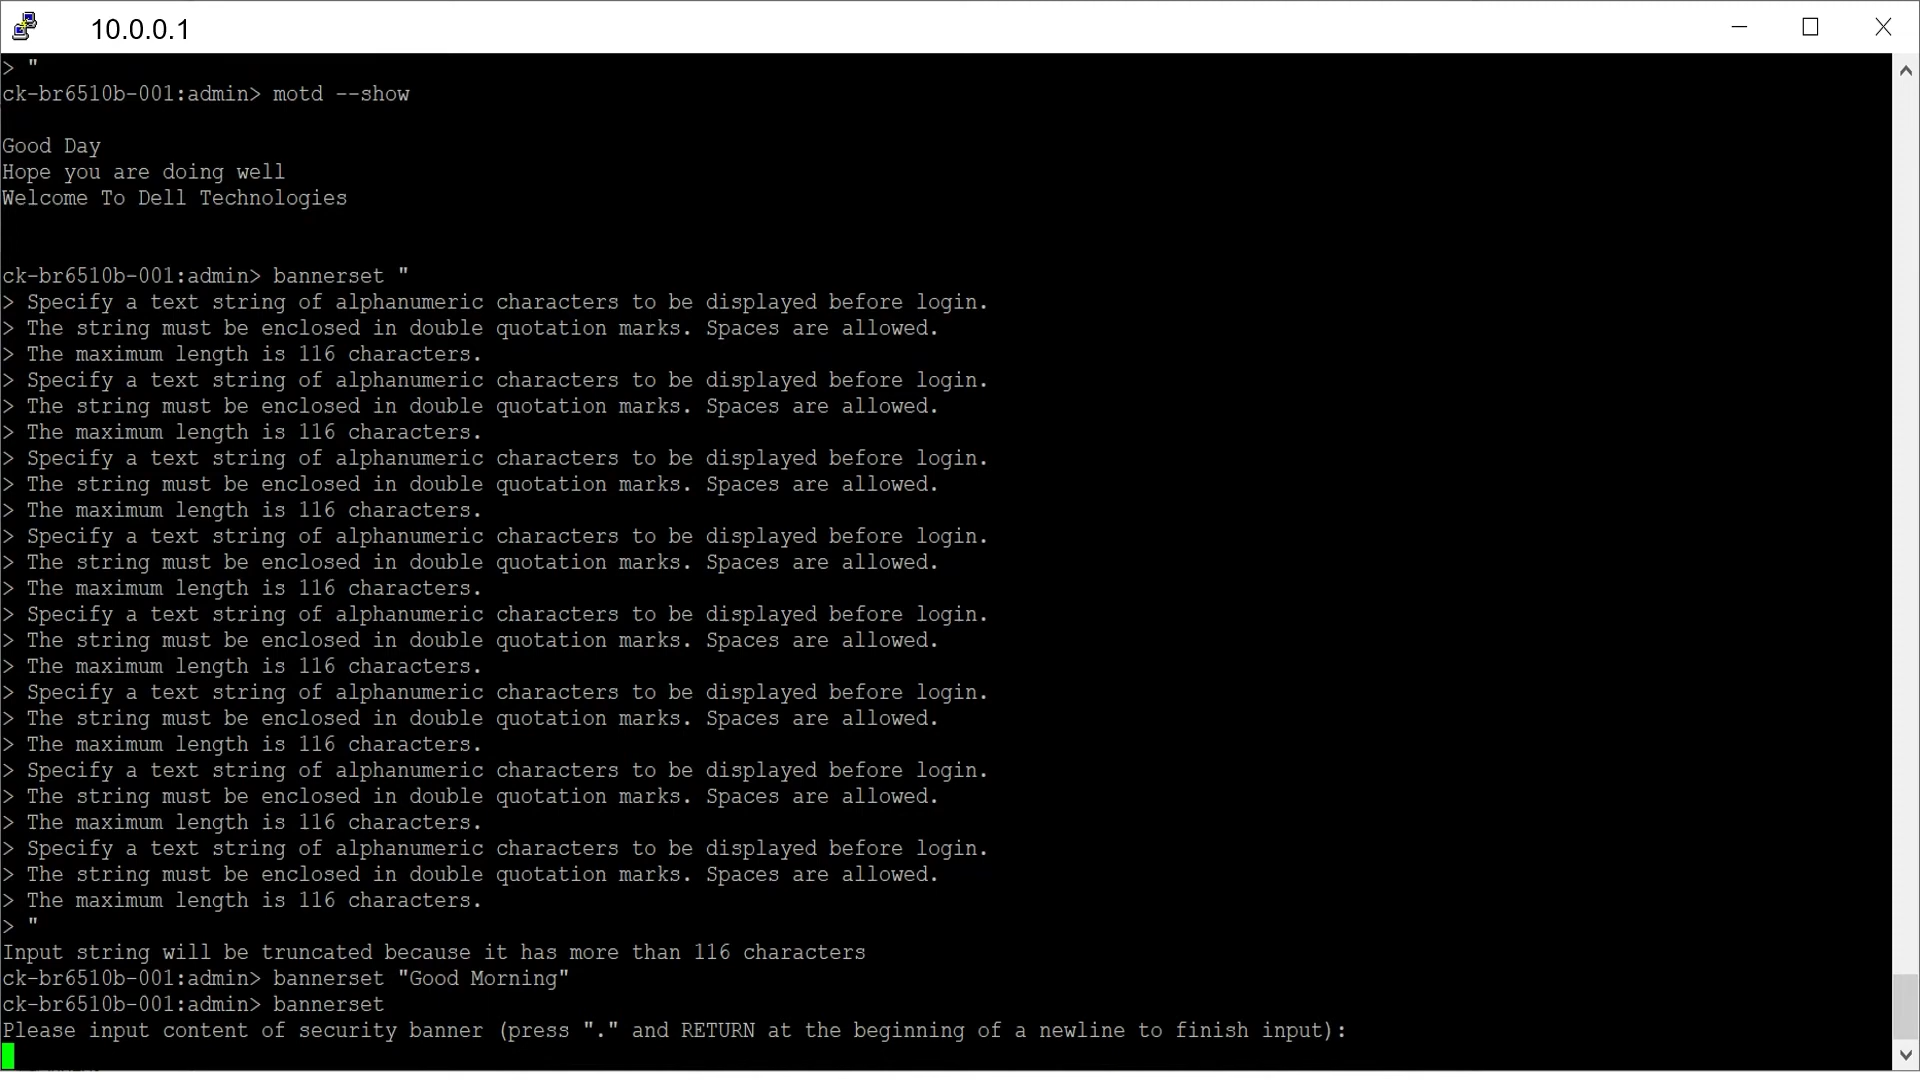 10.0.0.1
> "
ck-br6510b-001:admin> motd --show
Good Day
Hope you are doing well
Welcome To Dell Technologies
ck-br6510b-001:admin> bannerset "
> Specify a text string of alphanumeric characters to be displayed before login.
> The string must be enclosed in double quotation marks. Spaces are allowed.
> The maximum length is 116 characters.
> Specify a text string of alphanumeric characters to be displayed before login.
> The string must be enclosed in double quotation marks. Spaces are allowed.
> The maximum length is 116 characters.
> Specify a text string of alphanumeric characters to be displayed before login.
> The string must be enclosed in double quotation marks. Spaces are allowed.
> The maximum length is 116 characters.
> Specify a text string of alphanumeric characters to be displayed before login.
> The string must be enclosed in double quotation marks. Spaces are allowed.
> The maximum length is 116 characters.
> Specify a text string of alphanumeric characters to be displayed before login.
> The string must be enclosed in double quotation marks. Spaces are allowed.
> The maximum length is 116 characters.
> Specify a text string of alphanumeric characters to be displayed before login.
> The string must be enclosed in double quotation marks. Spaces are allowed.
> The maximum length is 116 characters.
> Specify a text string of alphanumeric characters to be displayed before login.
> The string must be enclosed in double quotation marks. Spaces are allowed.
> The maximum length is 116 characters.
> Specify a text string of alphanumeric characters to be displayed before login.
> The string must be enclosed in double quotation marks. Spaces are allowed.
> The maximum length is 116 characters.
> "
Input string will be truncated because it has more than 116 characters
ck-br6510b-001:admin> bannerset "Good Morning"
ck-br6510b-001:admin> bannerset
Please input content of security banner (press "." and RETURN at the beginning of a newline to finish input):